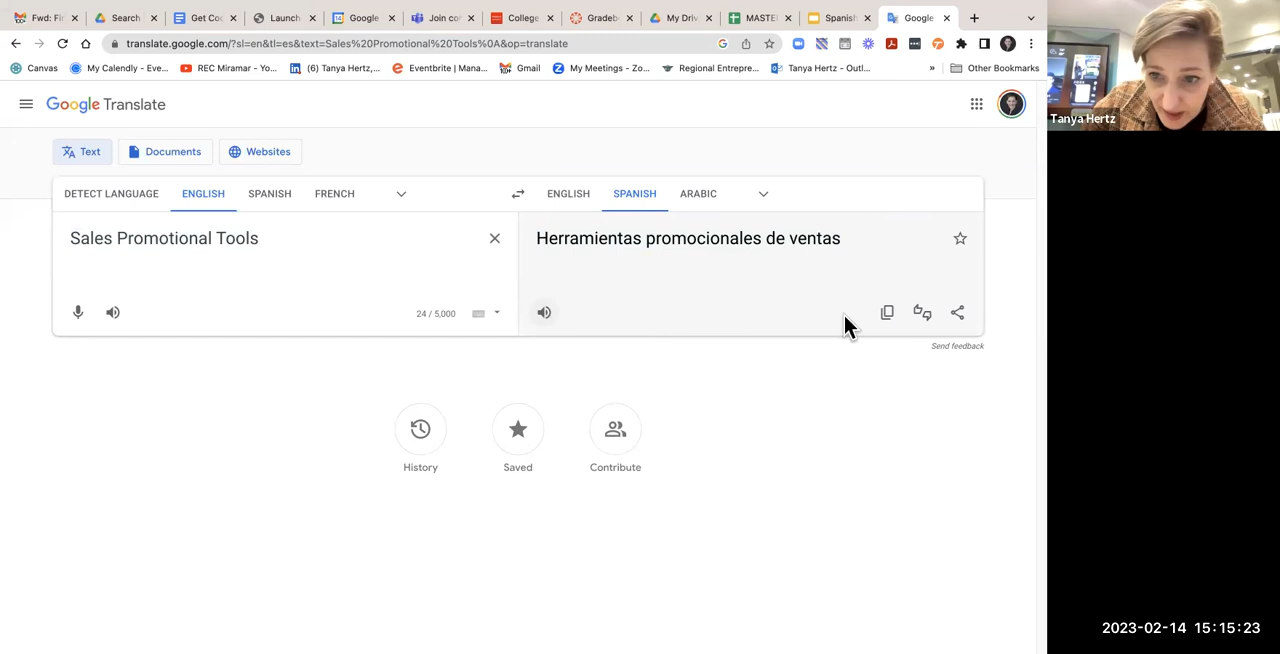 Fwd: Fi
Search
Get Co
Launch
Google
Join co
College
Gradeb
My Driv
MASTE
Spanish
Google
translate.google.com/?sl=en&tl=es&text=Sales%20Promotional%20Tools%0A&op=translate
Canvas
My Calendly - Eve...
REC Miramar - Yo...
(6) Tanya Hertz,...
Eventbrite | Mana...
Gmail
My Meetings - Zo...
Regional Entrepre...
Tanya Hertz - Outl...
»
Other Bookmarks
Google Translate
Text
Documents
Websites
DETECT LANGUAGE
ENGLISH
SPANISH
FRENCH
ENGLISH
SPANISH
ARABIC
Sales Promotional Tools
Herramientas promocionales de ventas
24 / 5,000
Send feedback
History
Saved
Contribute
Tanya Hertz
2023-02-14 15:15:23